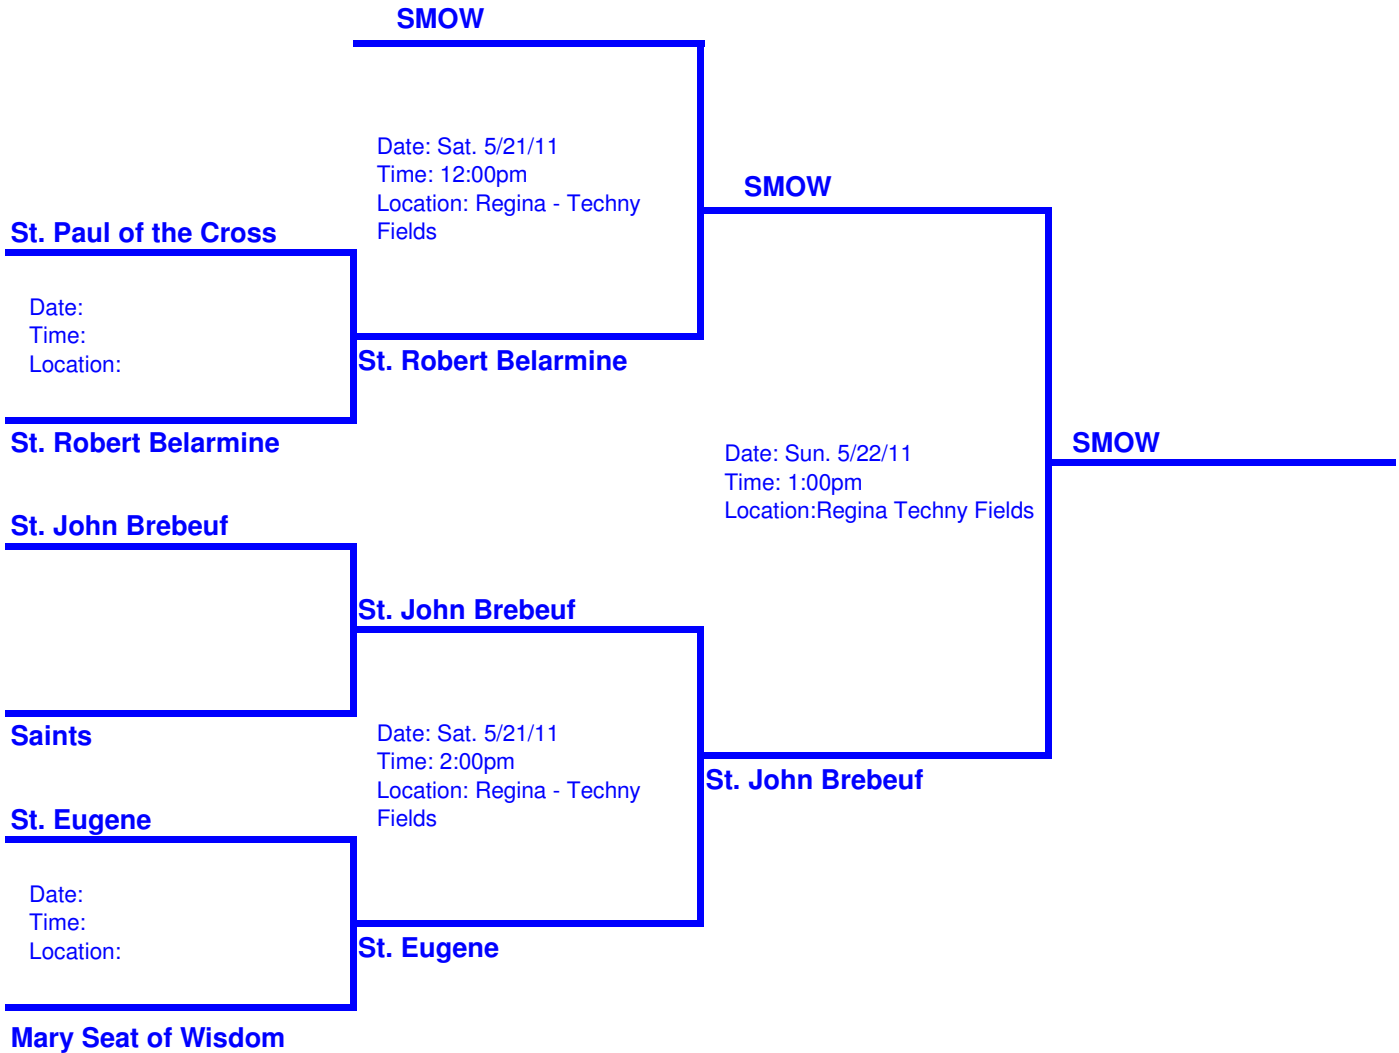 SMOW
Date: Sat. 5/21/11
Time: 12:00pm
Location: Regina - Techny
Fields
SMOW
St. Paul of the Cross
Date:
Time:
Location:
St. Robert Belarmine
St. Robert Belarmine
Date: Sun. 5/22/11
Time: 1:00pm
Location:Regina Techny Fields
SMOW
St. John Brebeuf
St. John Brebeuf
Saints
Date: Sat. 5/21/11
Time: 2:00pm
Location: Regina - Techny
Fields
St. John Brebeuf
St. Eugene
Date:
Time:
Location:
St. Eugene
Mary Seat of Wisdom